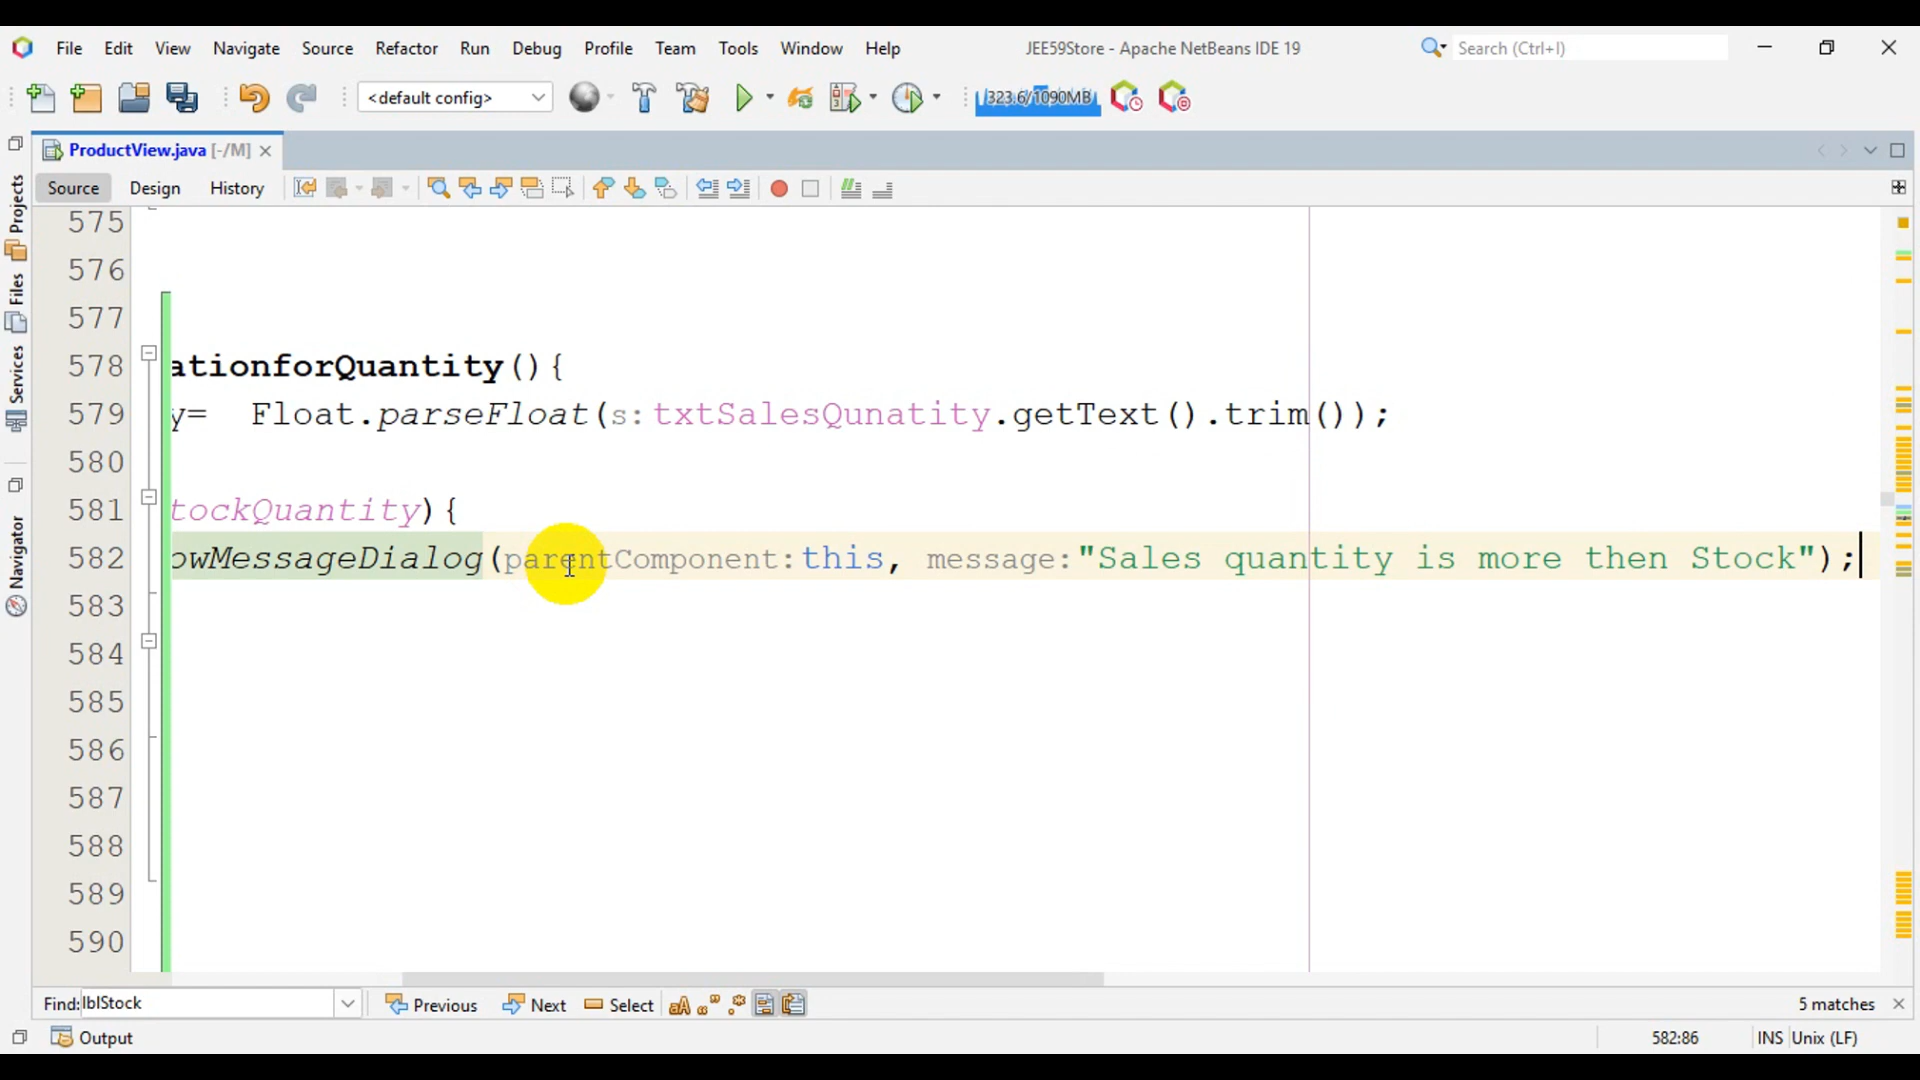 File Edit View Navigate Source Refactor Run Debug Profile Team Tools Window Help JEE59Store - Apache NetBeans IDE 19 Search (Ctrl+I)
<default config> 323.6/1090MB
ProductView.java [-/M]
Source Design History
Projects
Files
Services
Navigator
575
576
577
578 ationforQuantity(){
579 y= Float.parseFloat(s:txtSalesQunatity.getText().trim());
580
581 tockQuantity){
582 owMessageDialog(parentComponent:this, message:"Sales quantity is more then Stock");
583
584
585
586
587
588
589
590
Find: lblStock Previous Next Select 5 matches
Output 582:86 INS Unix (LF)